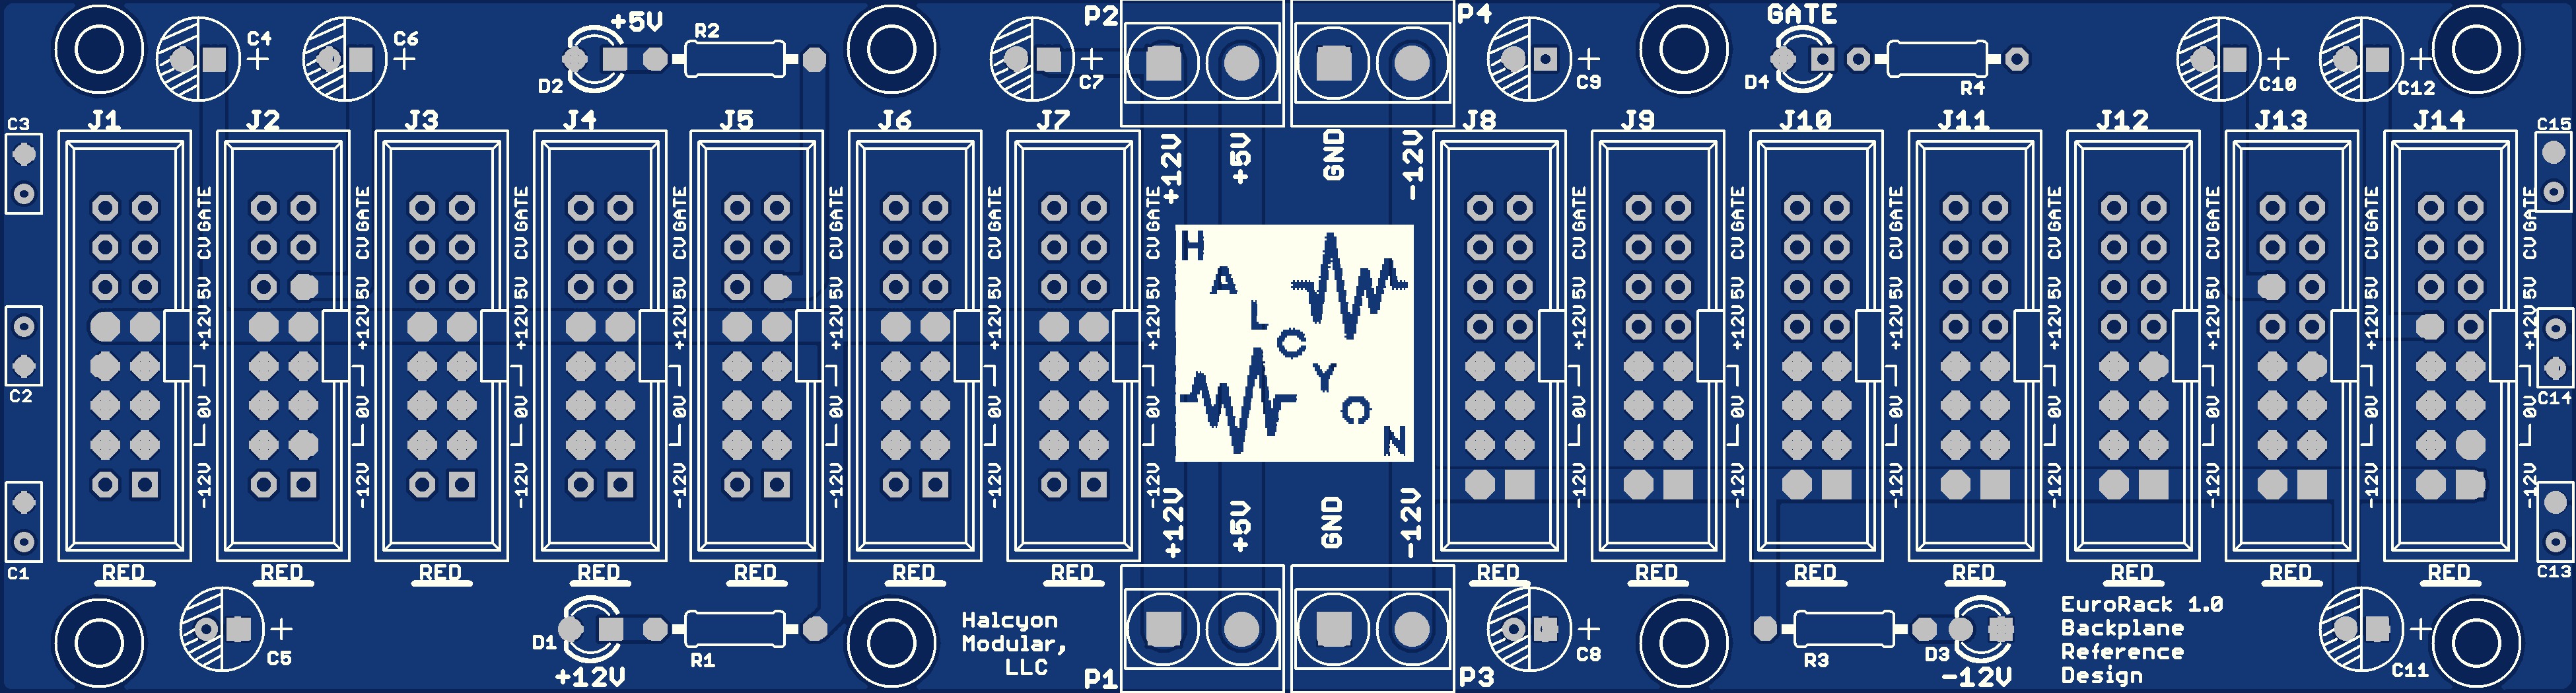 P2
P4
+5V
R2
GATE
C4
C6
D2
C7
C9
D4
R4
C10
C12
C3
J1
J2
J3
J4
J5
J6
J7
J8
J9
J10
J11
J12
J13
J14
C15
+12V
+5V
GND
-12V
GATE
CV
5V
+12V
0V
-12V
GATE
CV
5V
+12V
0V
-12V
GATE
CV
5V
+12V
0V
-12V
GATE
CV
5V
+12V
0V
-12V
GATE
CV
5V
+12V
0V
-12V
GATE
CV
5V
+12V
0V
-12V
GATE
CV
5V
+12V
0V
-12V
HALCYON
GATE
CV
5V
+12V
0V
-12V
GATE
CV
5V
+12V
0V
-12V
GATE
CV
5V
+12V
0V
-12V
GATE
CV
5V
+12V
0V
-12V
GATE
CV
5V
+12V
0V
-12V
GATE
CV
5V
+12V
0V
-12V
GATE
CV
5V
+12V
0V
-12V
C2
C14
+12V
+5V
GND
-12V
C1
RED
RED
RED
RED
RED
RED
RED
RED
RED
RED
RED
RED
RED
RED
C13
C5
D1
+12V
R1
Halcyon
Modular,
LLC
P1
P3
C8
R3
D3
-12V
EuroRack 1.0
Backplane
Reference
Design
C11